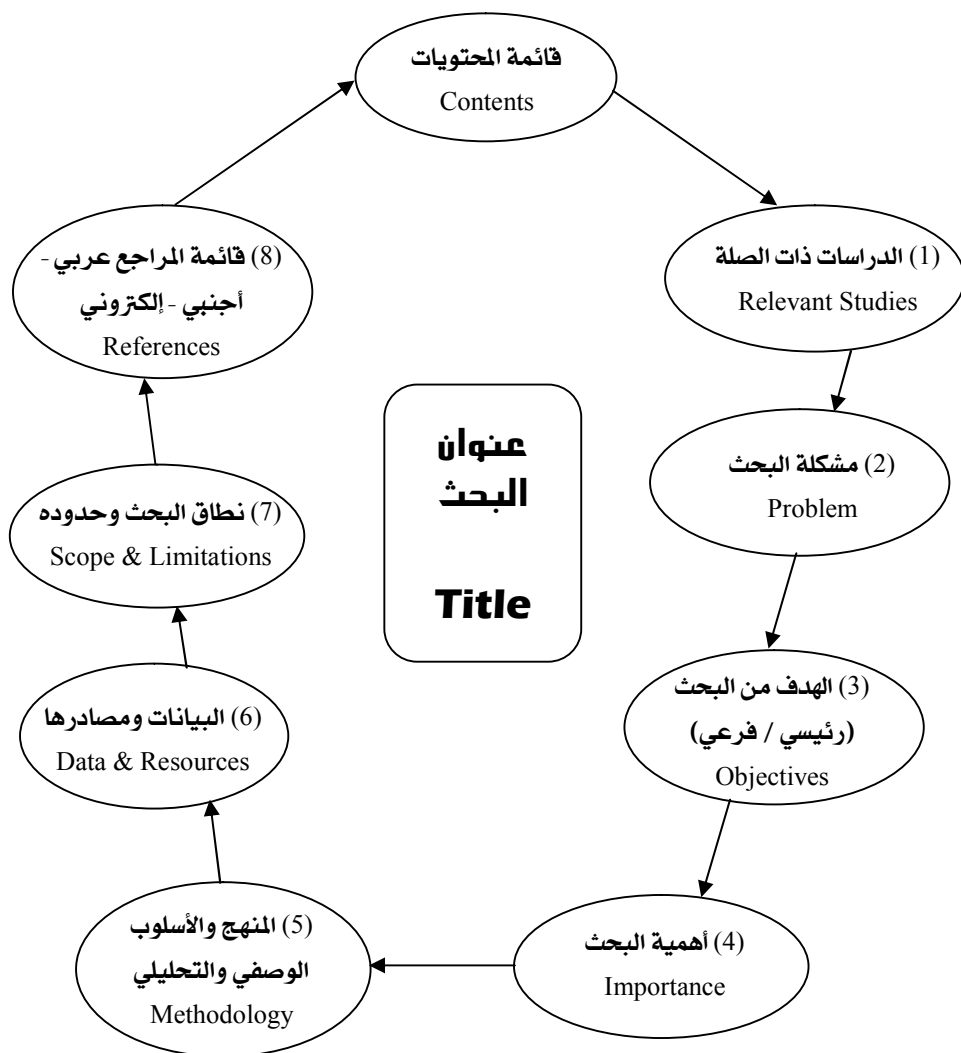 قائمة المحتويات
Contents
(1) الدراسات ذات الصلة
Relevant Studies
(2) مشكلة البحث
Problem
(3) الهدف من البحث
(رئيسي / فرعي)
Objectives
(4) أهمية البحث
Importance
(5) المنهج والأسلوب
الوصفي والتحليلي
Methodology
(6) البيانات ومصادرها
Data & Resources
(7) نطاق البحث وحدوده
Scope & Limitations
(8) قائمة المراجع عربي -
أجنبي - إلكتروني
References
عنوان
البحث
Title